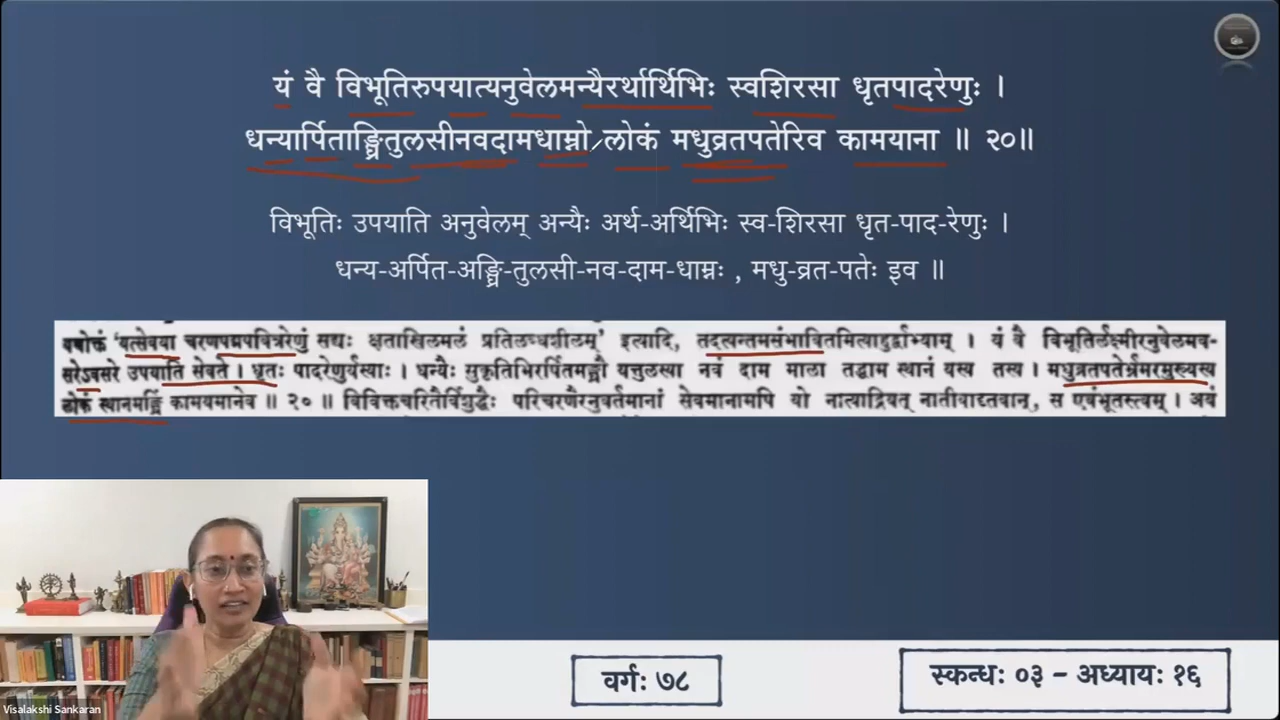 यं वै विभूतिरुपयात्यनुवेलमन्यैरर्थार्थिभिः स्वशिरसा धृतपादरेणुः ।
धन्यार्पिताङ्घ्रितुलसीनवदामधाम्नो लोकं मधुव्रतपतेरिव कामयाना ॥ २०॥
विभूतिः उपयाति अनुवेलम् अन्यैः अर्थ-अर्थिभिः स्व-शिरसा धृत-पाद-रेणुः ।
धन्य-अर्पित-अङ्घ्रि-तुलसी-नव-दाम-धाम्नः , मधु-व्रत-पतेः इव ॥
यच्चोक्तं 'यत्सेवया चरणपद्मपवित्ररेणुं सद्यः क्षताखिलमलं प्रतिलब्धशीलम्' इत्यादि, तदत्यन्तमसंभावितमित्याहुर्द्वाभ्याम् । यं वै विभूतिर्लक्ष्मीरनुवेलमव-
सरेऽवसरे उपयाति सेवते । धृतः पादरेणुर्यस्याः । धन्यैः सुकृतिभिरर्पितमङ्घ्रौ यत्तुलस्या नवं दाम माला तद्धाम स्थानं यस्य तस्य । मधुव्रतपतेर्भ्रमरमुख्यस्य
लोकं स्थानमङ्घ्रिं कामयमानेव ॥ २० ॥ विविक्तचरितैर्विशुद्धैः परिचरणैरनुवर्तमानां सेवमानामपि यो नात्याद्रियत् नातीवादृतवान्, स एवंभूतस्त्वम् । अयं
Visalakshi Sankaran
वर्गः ७८
स्कन्धः ०३ – अध्यायः १६